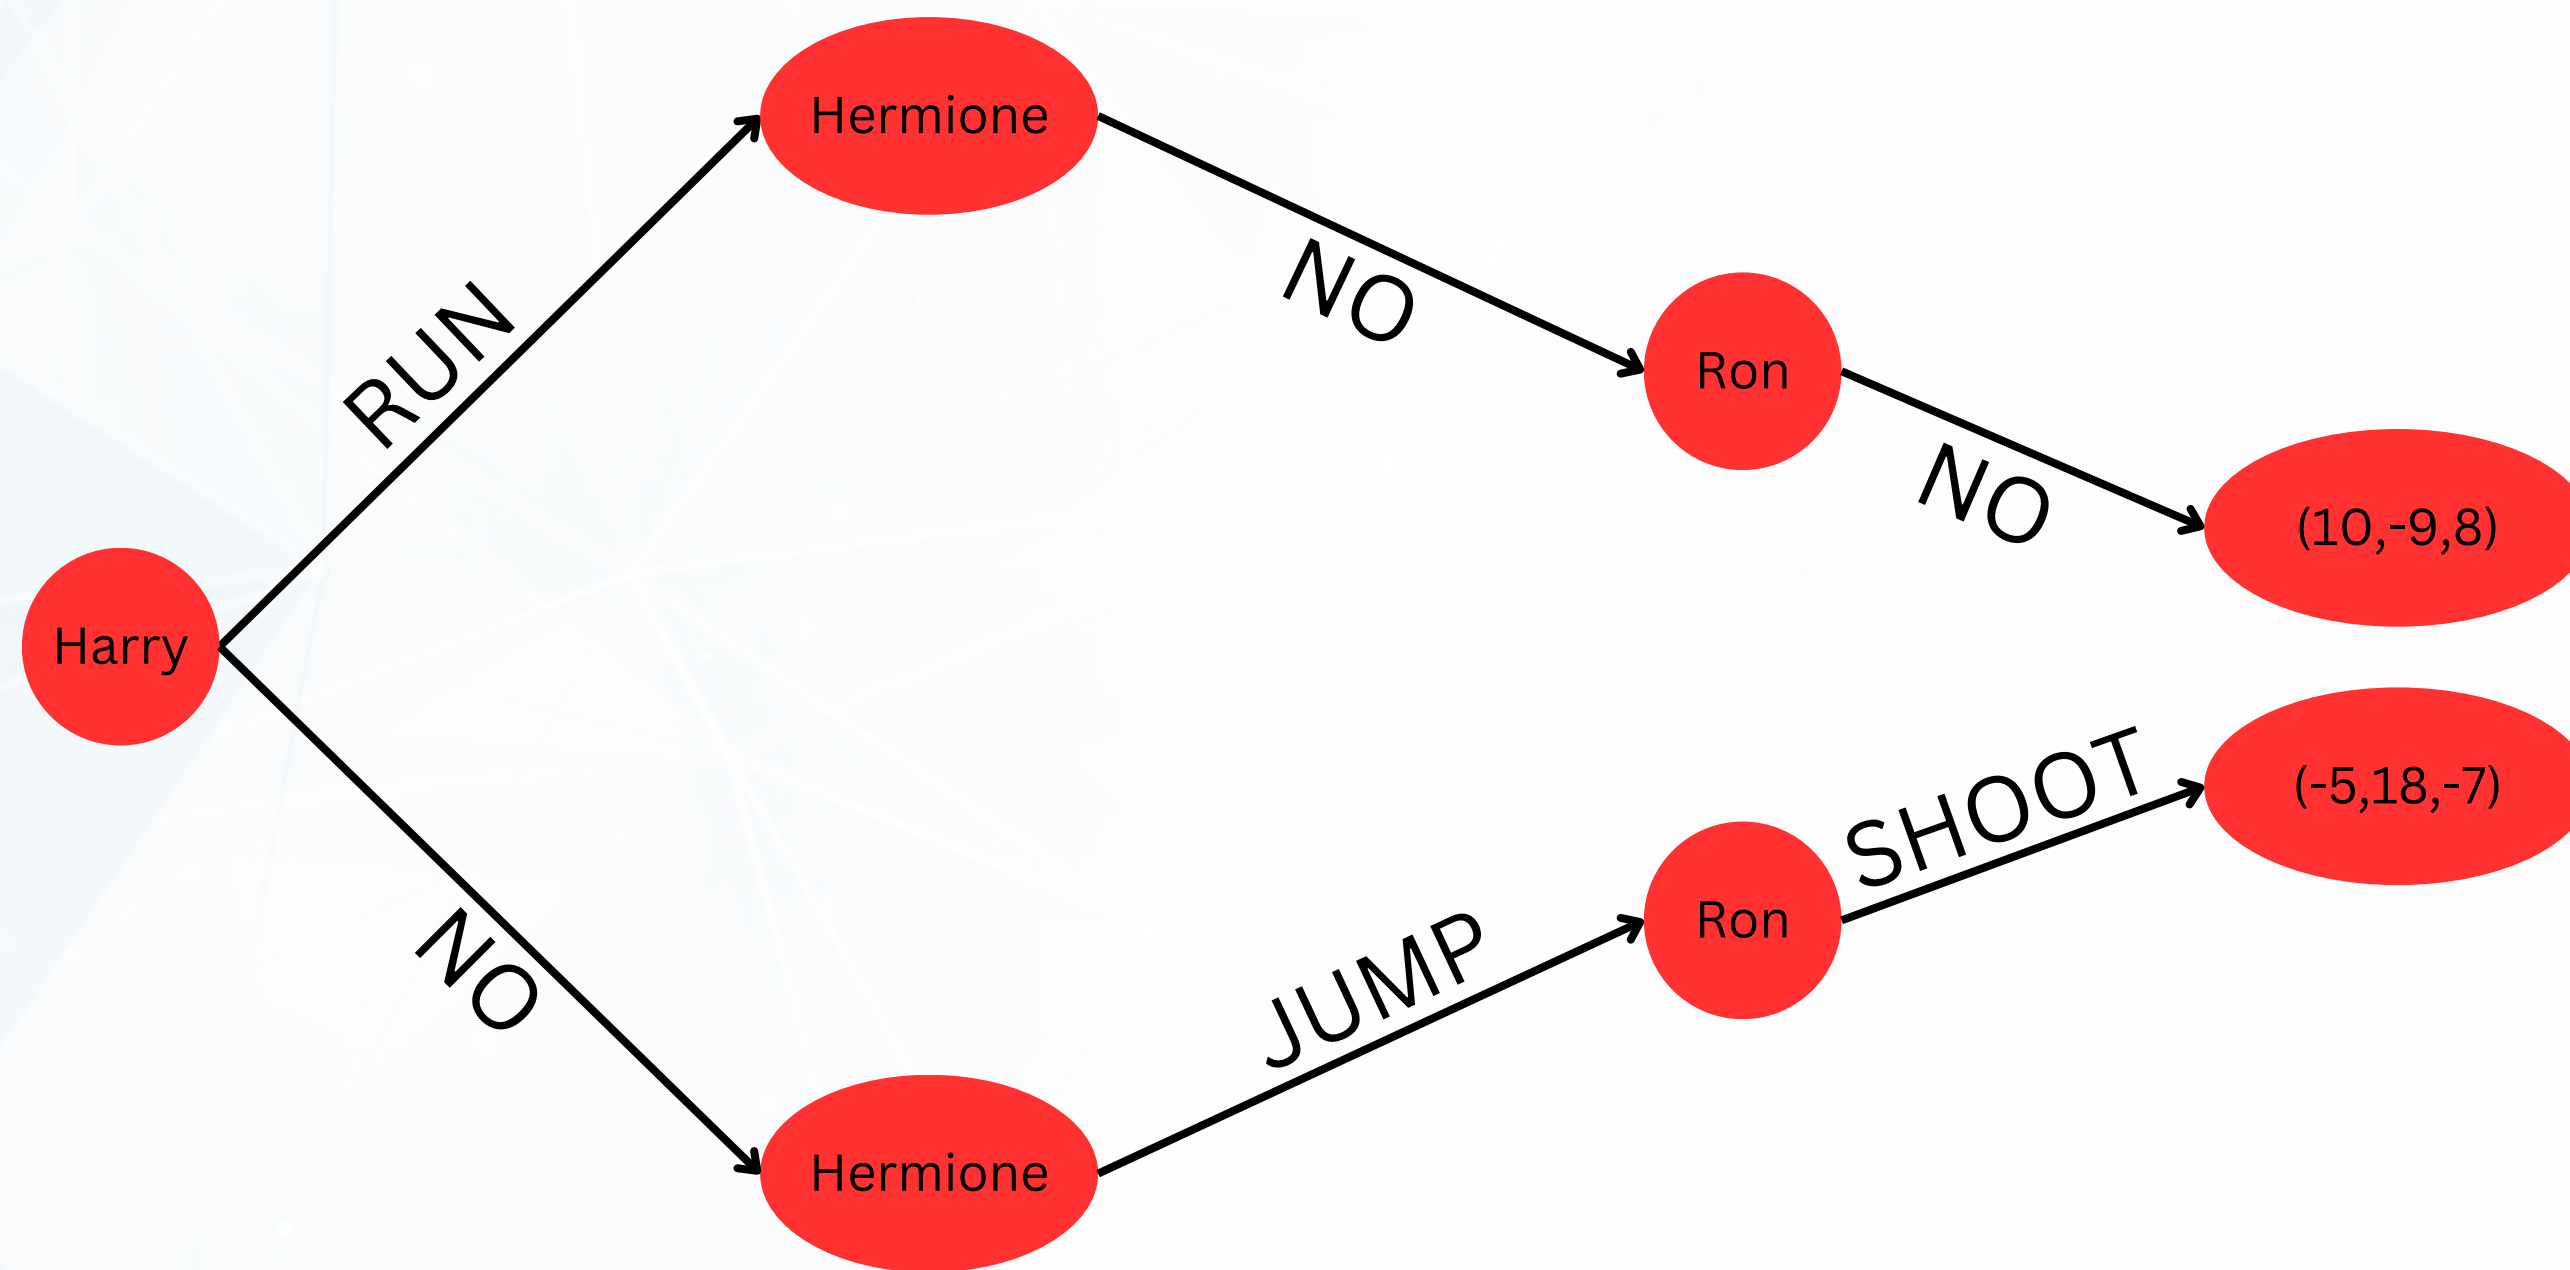 Hermione
RUN
NO
Ron
NO
(10,-9,8)
Harry
NO
Hermione
JUMP
Ron
SHOOT
(-5,18,-7)